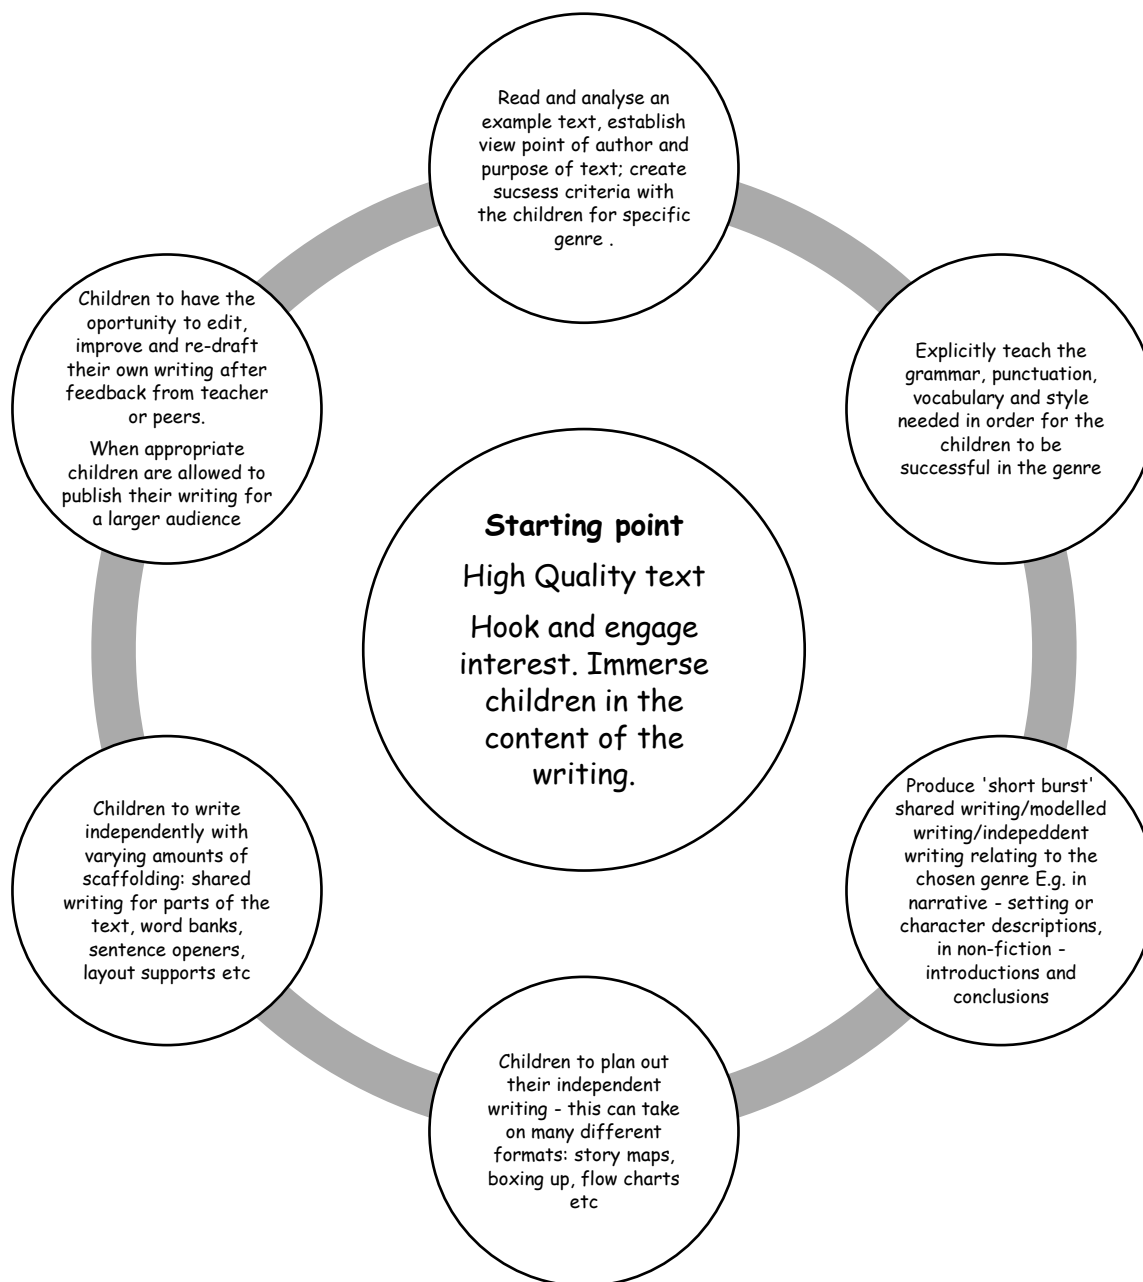 Read and analyse an
example text, establish
view point of author and
purpose of text; create
sucsess criteria with
the children for specific
genre .
Explicitly teach the
grammar, punctuation,
vocabulary and style
needed in order for the
children to be
successful in the genre
Produce 'short burst'
shared writing/modelled
writing/indepeddent
writing relating to the
chosen genre E.g. in
narrative - setting or
character descriptions,
in non-fiction -
introductions and
conclusions
Children to plan out
their independent
writing - this can take
on many different
formats: story maps,
boxing up, flow charts
etc
Children to write
independently with
varying amounts of
scaffolding: shared
writing for parts of the
text, word banks,
sentence openers,
layout supports etc
Children to have the
oportunity to edit,
improve and re-draft
their own writing after
feedback from teacher
or peers.
When appropriate
children are allowed to
publish their writing for
a larger audience
Starting point
High Quality text
Hook and engage
interest. Immerse
children in the
content of the
writing.